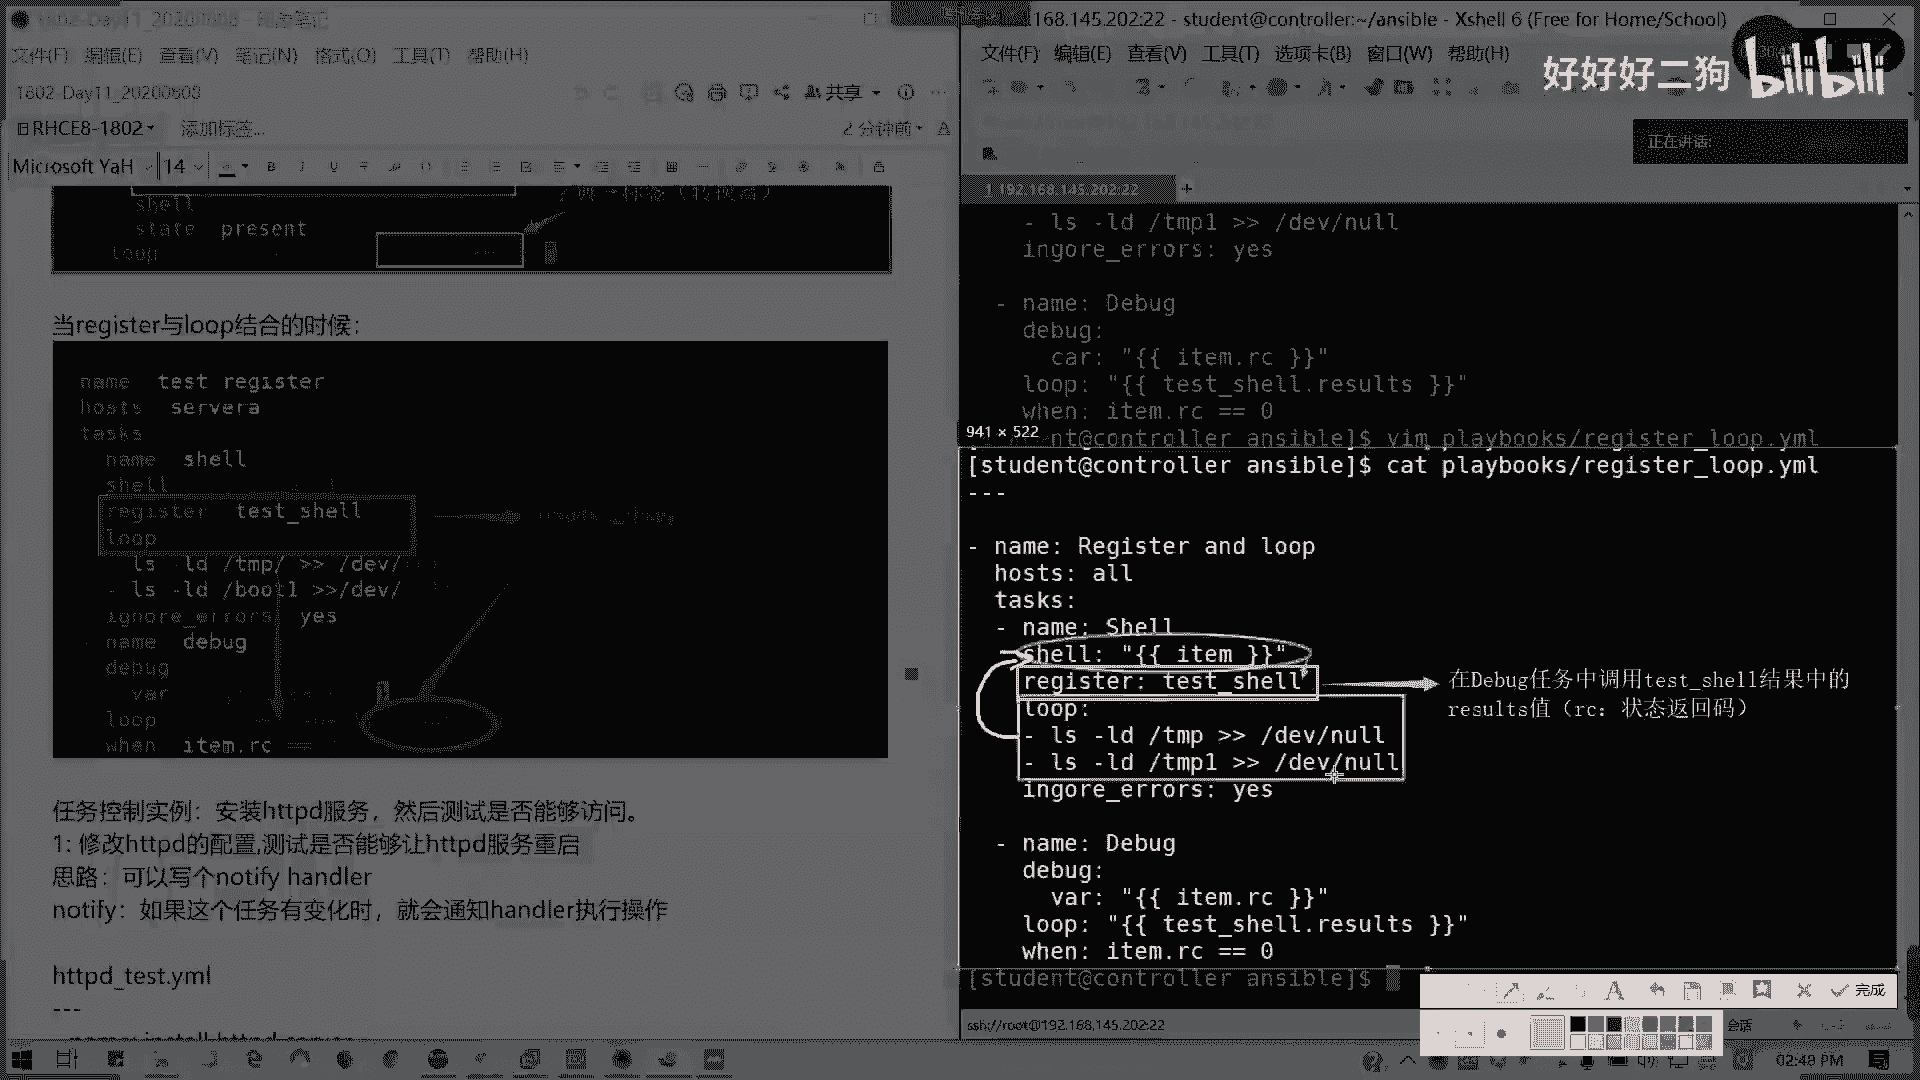 文件(F) 编辑(E) 查看(V) 笔记(N) 格式(O) 工具(T) 帮助(H)
1802-Day11_20200608
共享
RHCE8-1802
添加标签...
2 分钟前
Microsoft YaH 14
shell
state present
loop
当register与loop结合的时候：
name test register
hosts servera
tasks
name shell
shell
register test_shell
loop
ls -ld /tmp/ >> /dev/
- ls -ld /boot1 >>/dev/
ignore_errors yes
name debug
debug
var
loop
when item.rc ==
任务控制实例：安装httpd服务，然后测试是否能够访问。
1: 修改httpd的配置,测试是否能够让httpd服务重启
思路：可以写个notify handler
notify：如果这个任务有变化时，就会通知handler执行操作
httpd_test.yml
---
.168.145.202:22 - student@controller:~/ansible - Xshell 6 (Free for Home/School)
文件(F) 编辑(E) 查看(V) 工具(T) 选项卡(B) 窗口(W) 帮助(H)
好好好二狗 bilibili
正在讲话:
1 192.168.145.202:22
- ls -ld /tmp1 >> /dev/null
ingore_errors: yes
- name: Debug
debug:
car: "{{ item.rc }}"
loop: "{{ test_shell.results }}"
when: item.rc == 0
941 × 522
nt@controller ansible]$ vim playbooks/register_loop.yml
[student@controller ansible]$ cat playbooks/register_loop.yml
---
- name: Register and loop
hosts: all
tasks:
- name: Shell
shell: "{{ item }}"
register: test_shell
loop:
- ls -ld /tmp >> /dev/null
- ls -ld /tmp1 >> /dev/null
ingore_errors: yes
在Debug任务中调用test_shell结果中的
results值（rc：状态返回码）
- name: Debug
debug:
var: "{{ item.rc }}"
loop: "{{ test_shell.results }}"
when: item.rc == 0
[student@controller ansible]$
完成
ssh://root@192.168.145.202:22
会话
02:48 PM